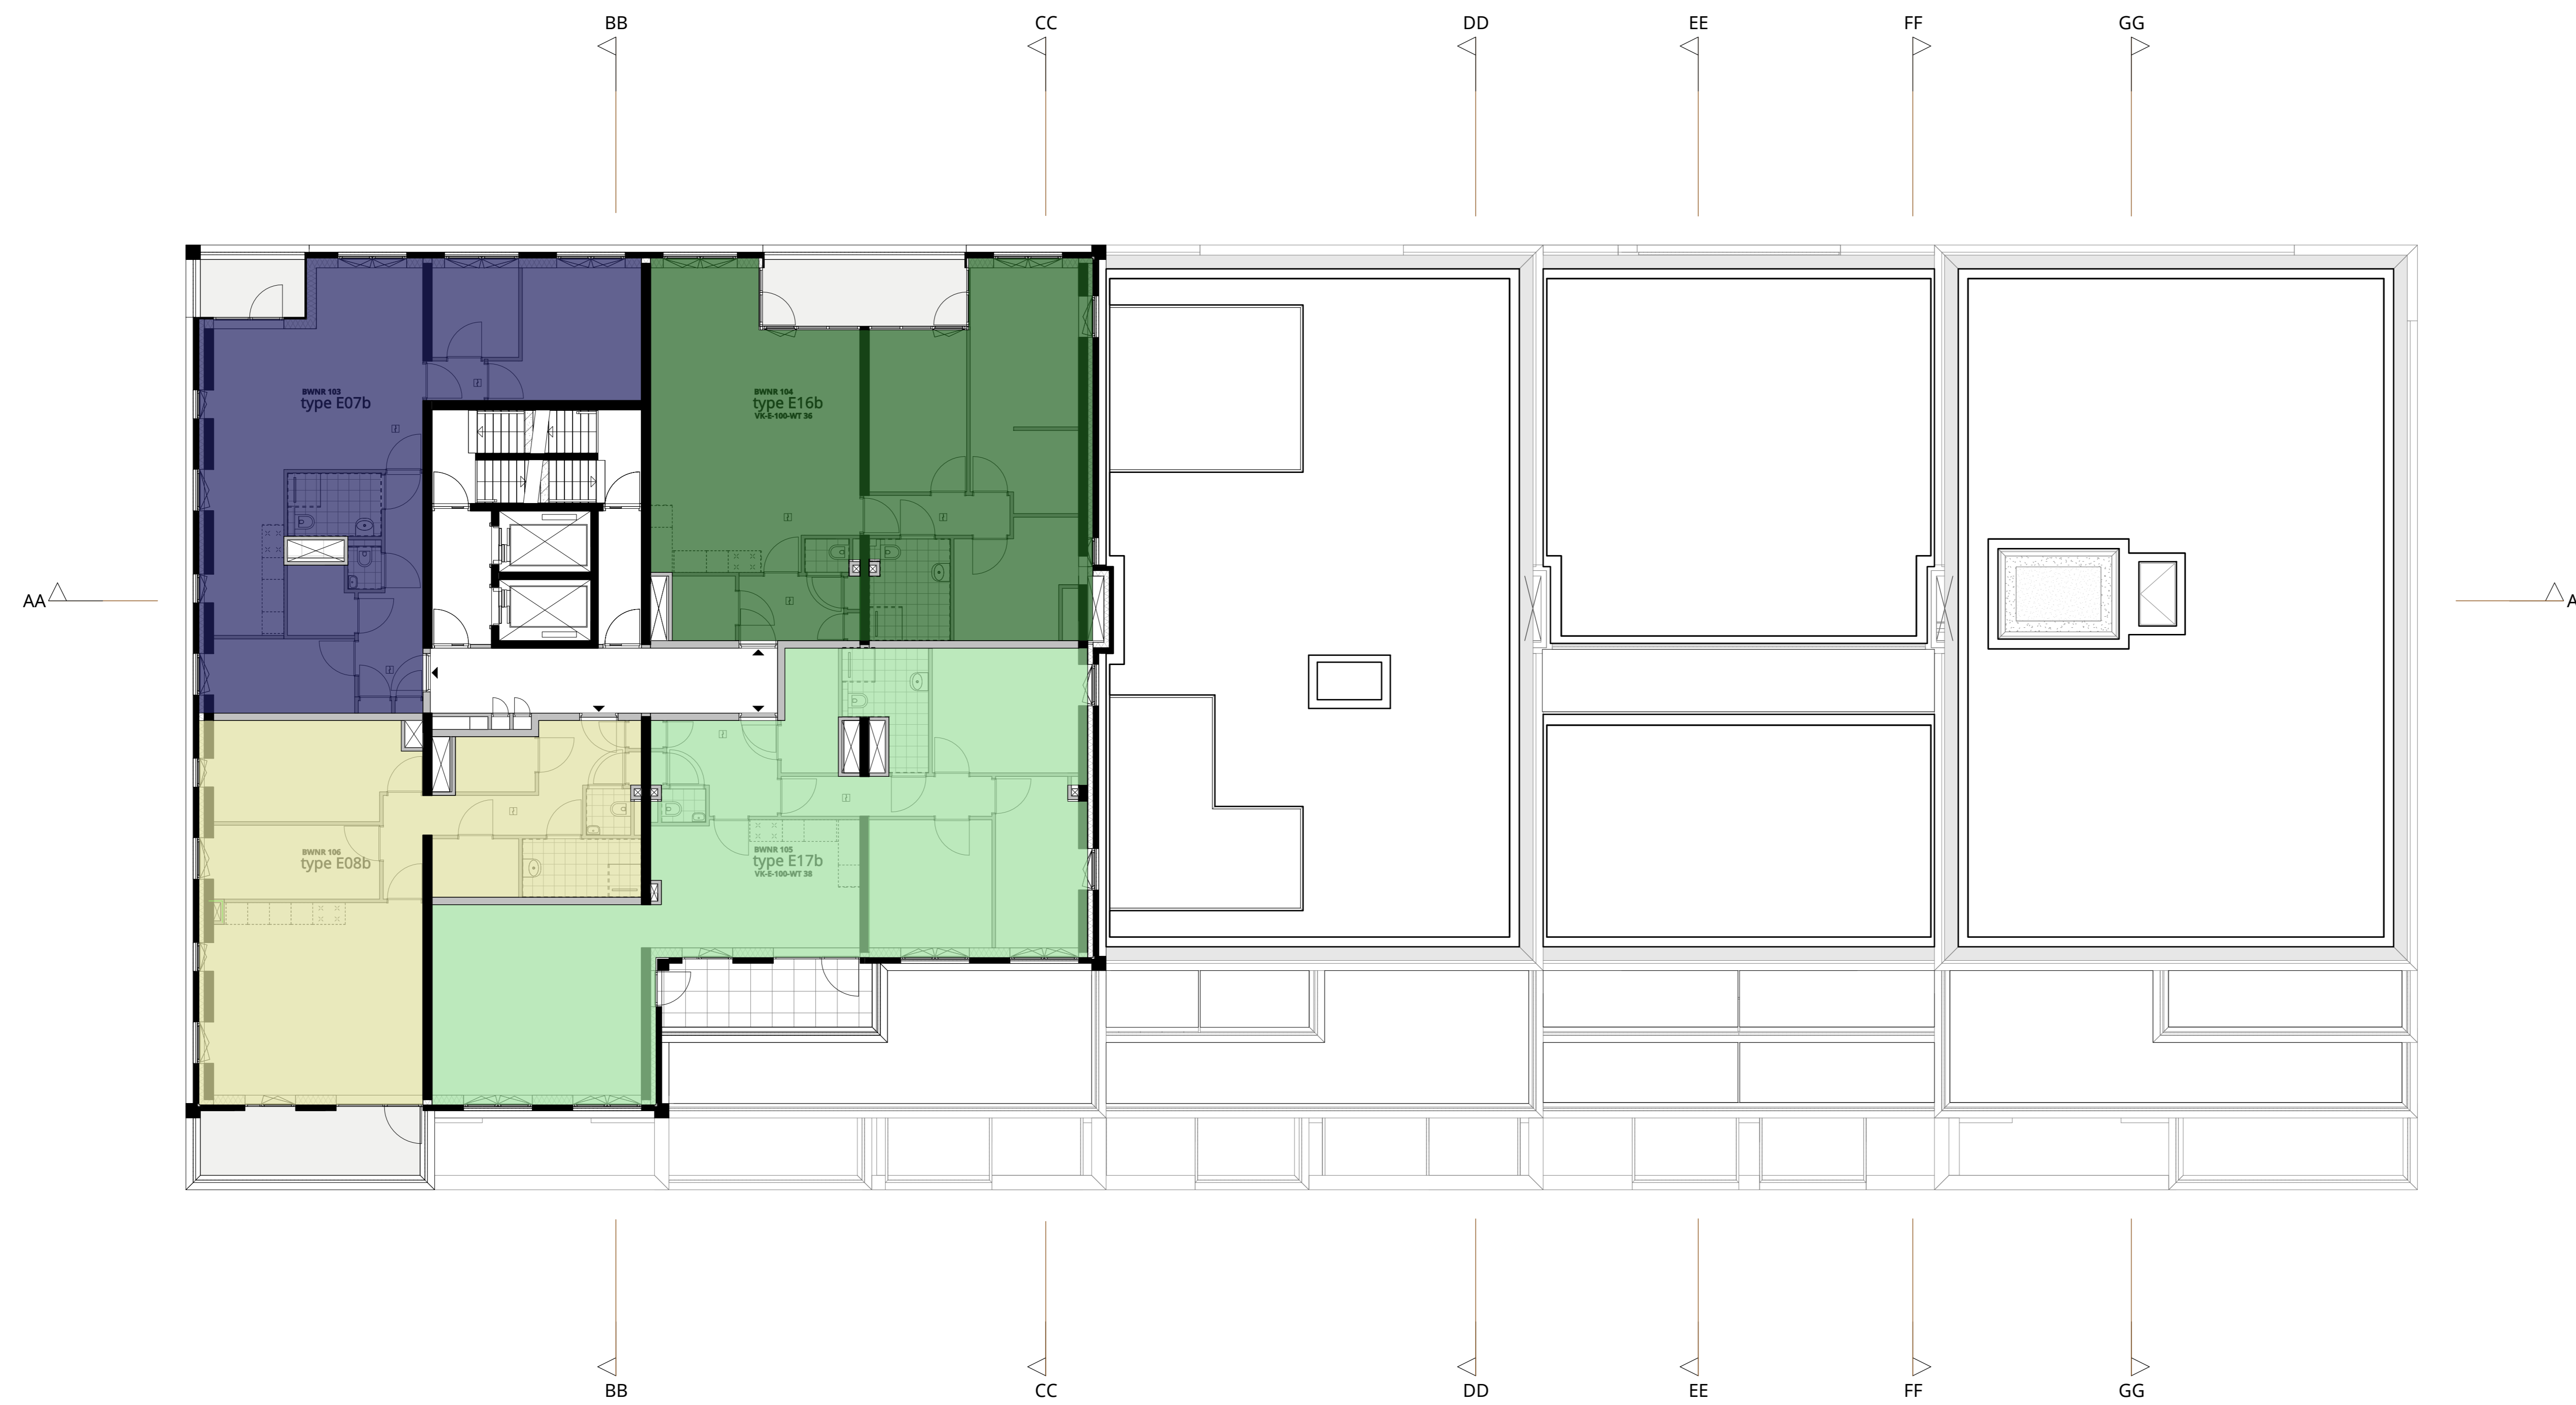 BB CC DD EE FF GG
BWNR 103
type E07b
BWNR 104
type E16b
VK-E-100-WT 36
AA A
BWNR 106
type E08b
BWNR 105
type E17b
VK-E-100-WT 38
BB CC DD EE FF GG